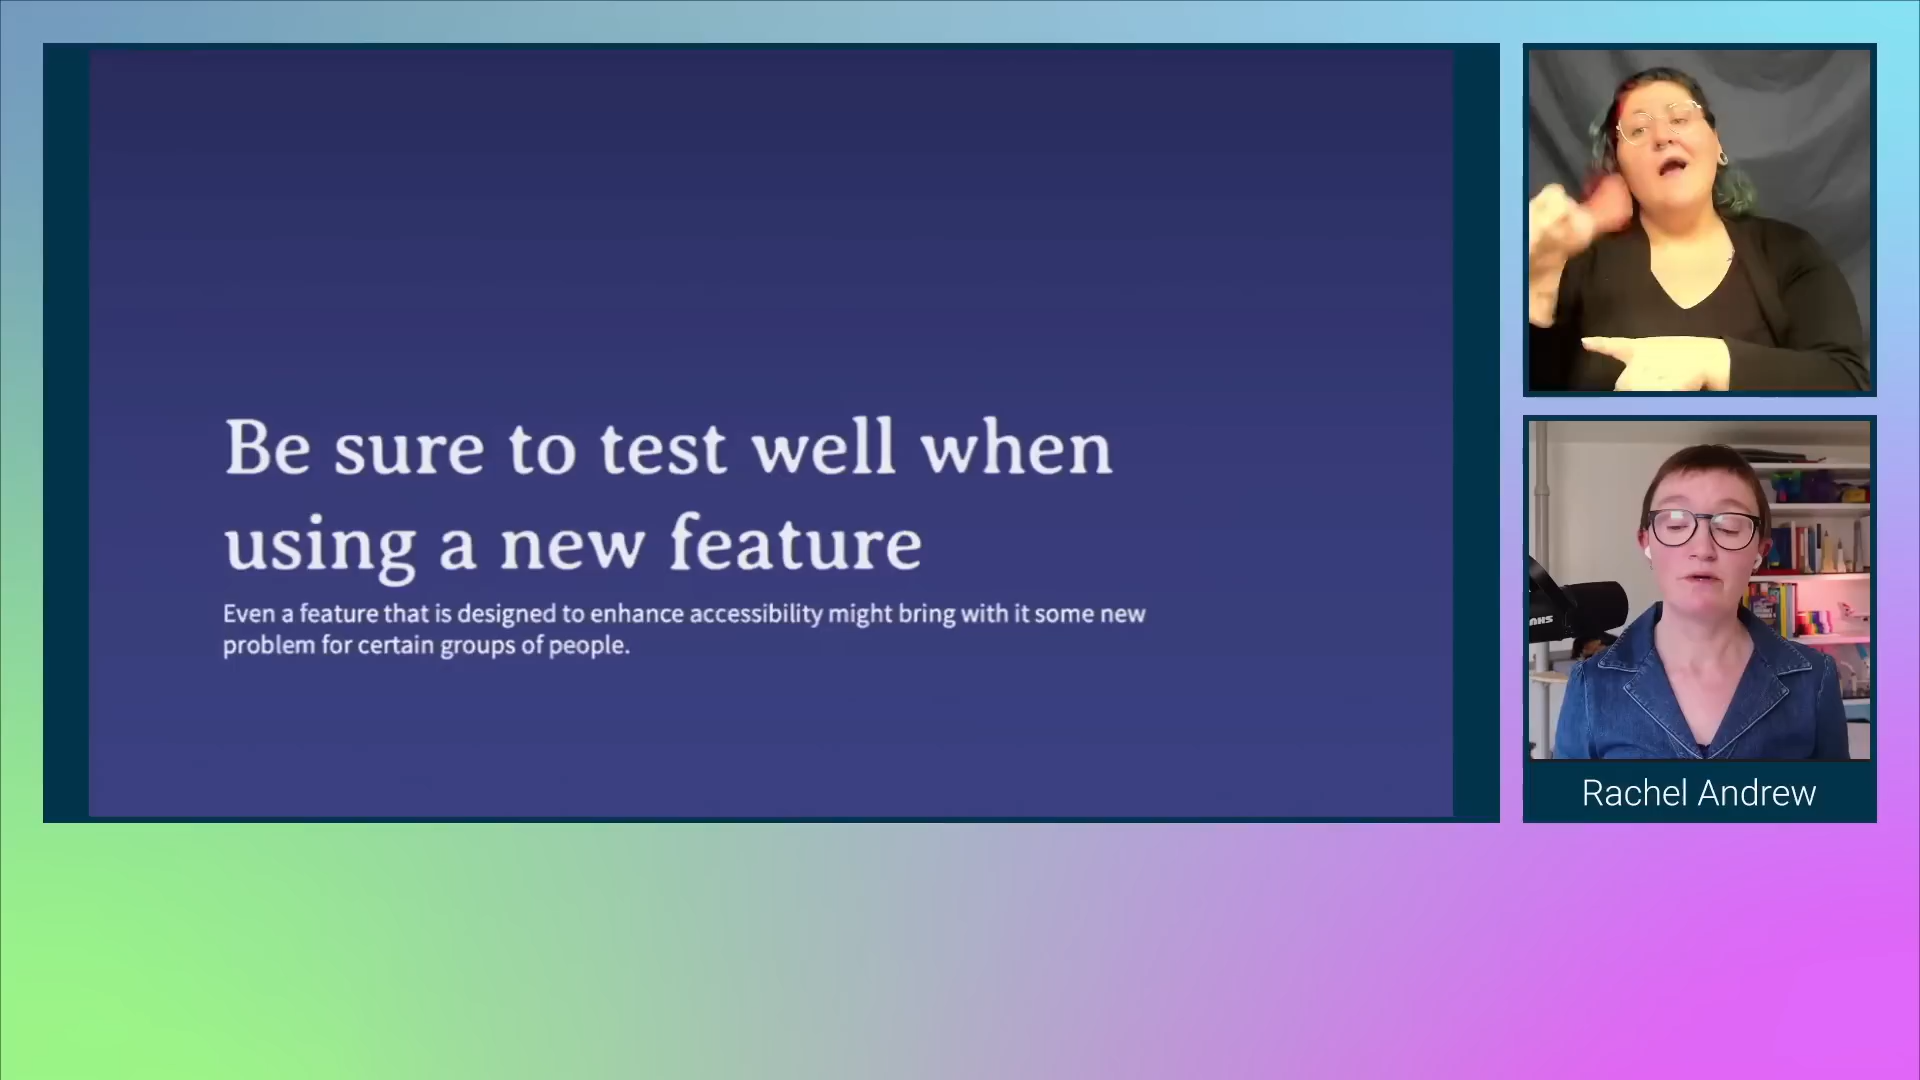 Be sure to test well when
using a new feature
Even a feature that is designed to enhance accessibility might bring with it some new
problem for certain groups of people.
Rachel Andrew